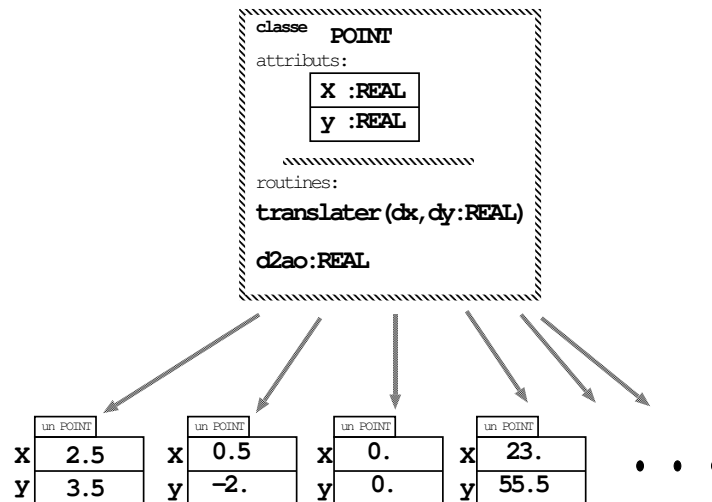 classe POINT
attributs:
X :REAL
y :REAL
routines:
translater(dx,dy:REAL)
d2ao:REAL
un POINT un POINT un POINT un POINT
X 2.5 X 0.5 X 0. X 23.
y 3.5 y -2. y 0. y 55.5
. . .